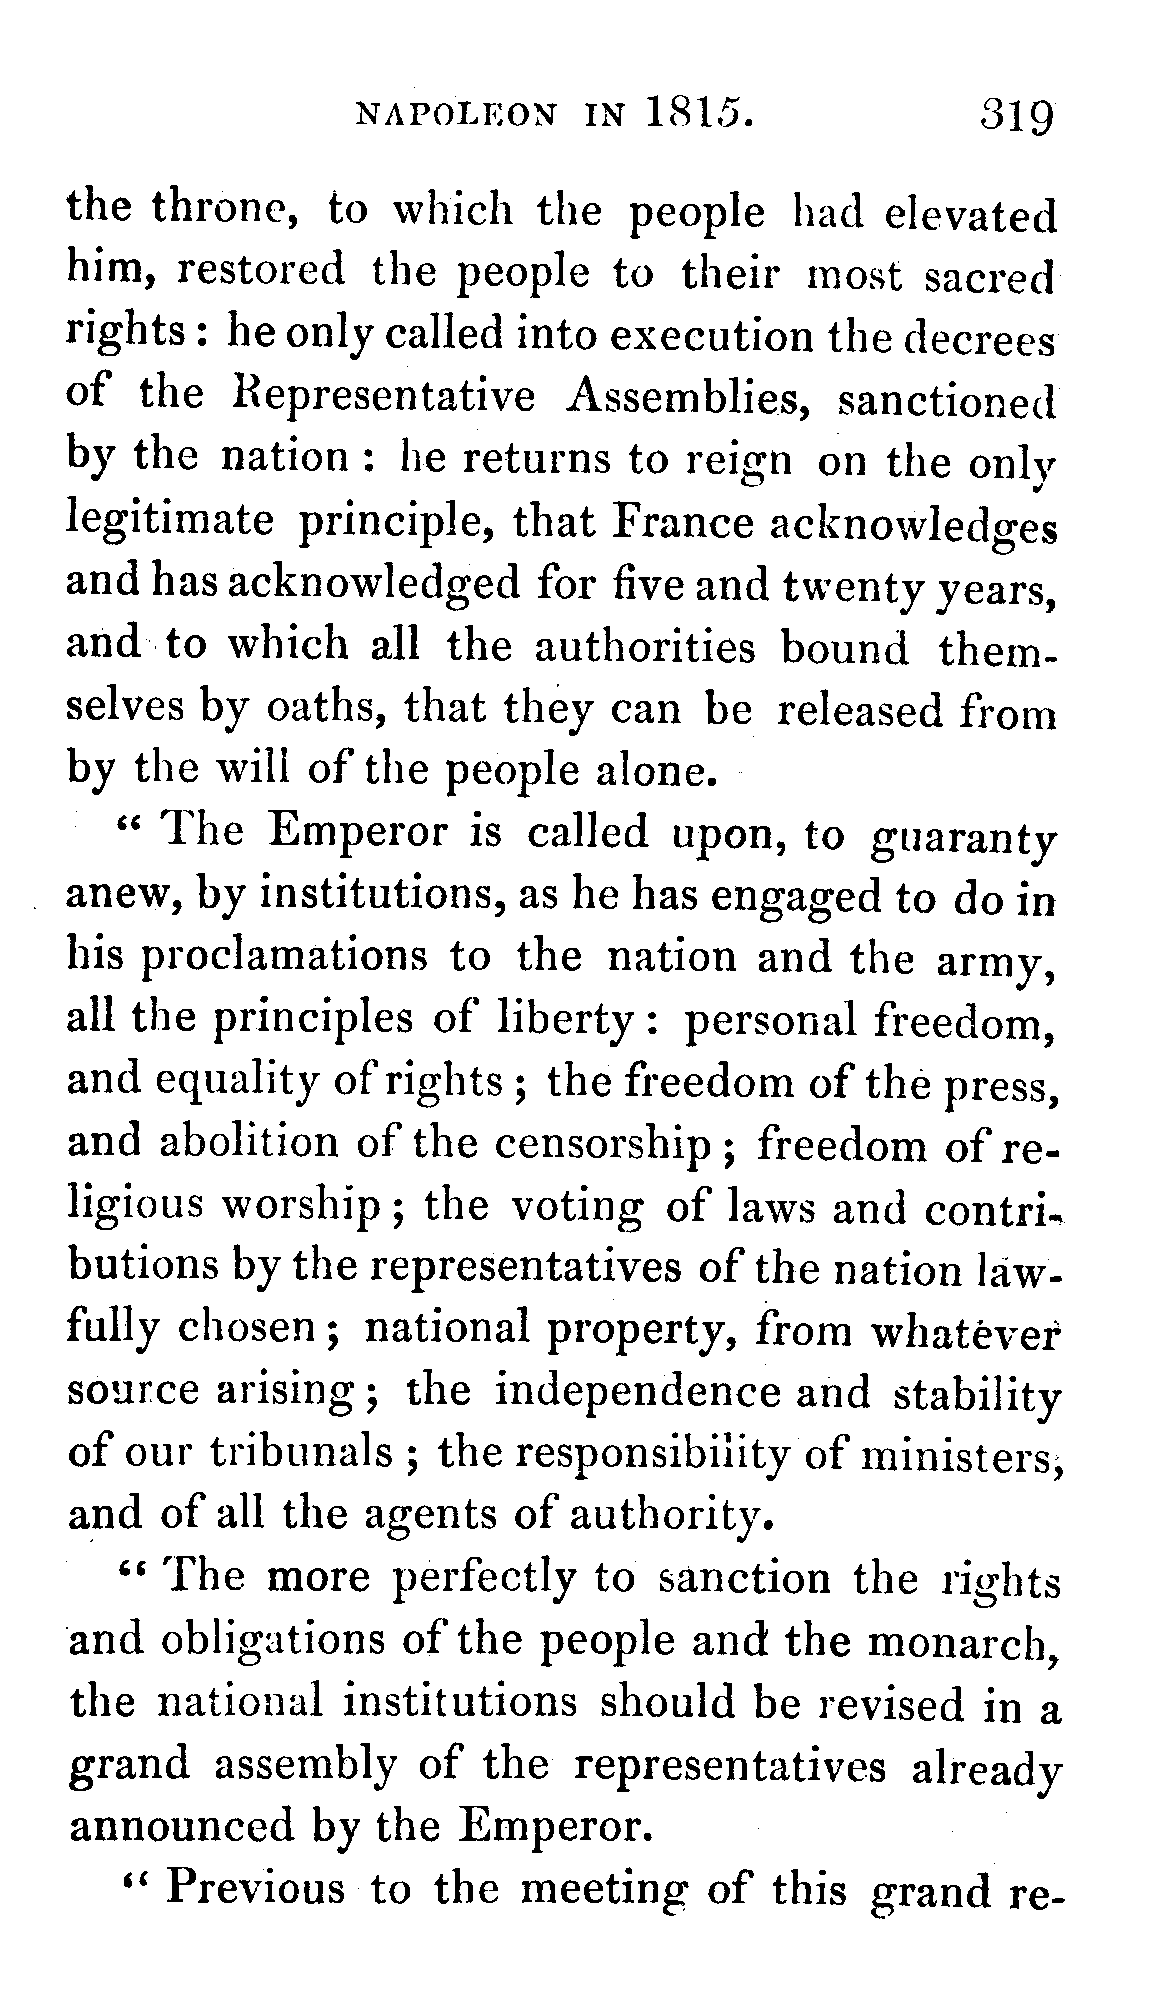 NAPOLEON IN 1815. 319
the throne, to which the people had elevated
him, restored the people to their most sacred
rights : he only called into execution the decrees
of the Representative Assemblies, sanctioned
by the nation : he returns to reign on the only
legitimate principle, that France acknowledges
and has acknowledged for five and twenty years,
and to which all the authorities bound them-
selves by oaths, that they can be released from
by the will of the people alone.
“ The Emperor is called upon, to guaranty
anew, by institutions, as he has engaged to do in
his proclamations to the nation and the army,
all the principles of liberty : personal freedom,
and equality of rights ; the freedom of the press,
and abolition of the censorship ; freedom of re-
ligious worship ; the voting of laws and contri-
butions by the representatives of the nation law-
fully chosen ; national property, from whatever
source arising ; the independence and stability
of our tribunals ; the responsibility of ministers,
and of all the agents of authority.
“ The more perfectly to sanction the rights
and obligations of the people and the monarch,
the national institutions should be revised in a
grand assembly of the representatives already
announced by the Emperor.
“ Previous to the meeting of this grand re-